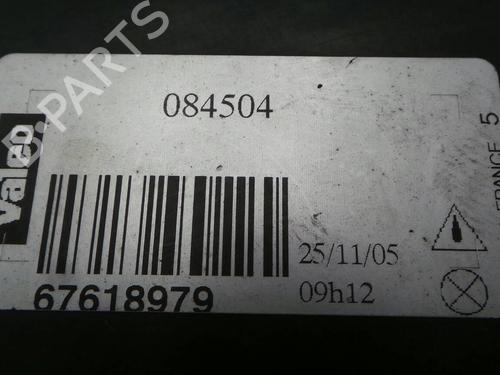 B-PARTS
084504
Valeo
FRANCE 5
25/11/05
67618979
09h12